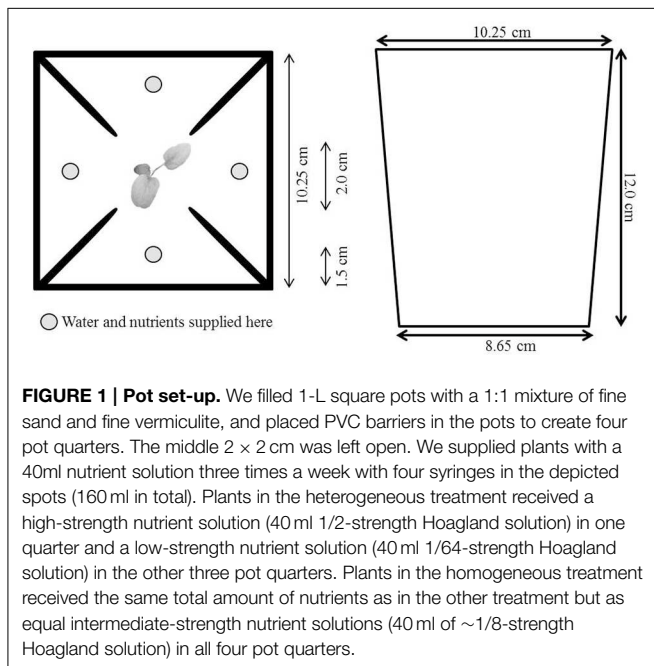 10.25 cm
10.25 cm
2.0 cm
1.5 cm
12.0 cm
8.65 cm
Water and nutrients supplied here
FIGURE 1 | Pot set-up. We filled 1-L square pots with a 1:1 mixture of fine
sand and fine vermiculite, and placed PVC barriers in the pots to create four
pot quarters. The middle 2 × 2 cm was left open. We supplied plants with a
40ml nutrient solution three times a week with four syringes in the depicted
spots (160 ml in total). Plants in the heterogeneous treatment received a
high-strength nutrient solution (40 ml 1/2-strength Hoagland solution) in one
quarter and a low-strength nutrient solution (40 ml 1/64-strength Hoagland
solution) in the other three pot quarters. Plants in the homogeneous treatment
received the same total amount of nutrients as in the other treatment but as
equal intermediate-strength nutrient solutions (40 ml of ~1/8-strength
Hoagland solution) in all four pot quarters.